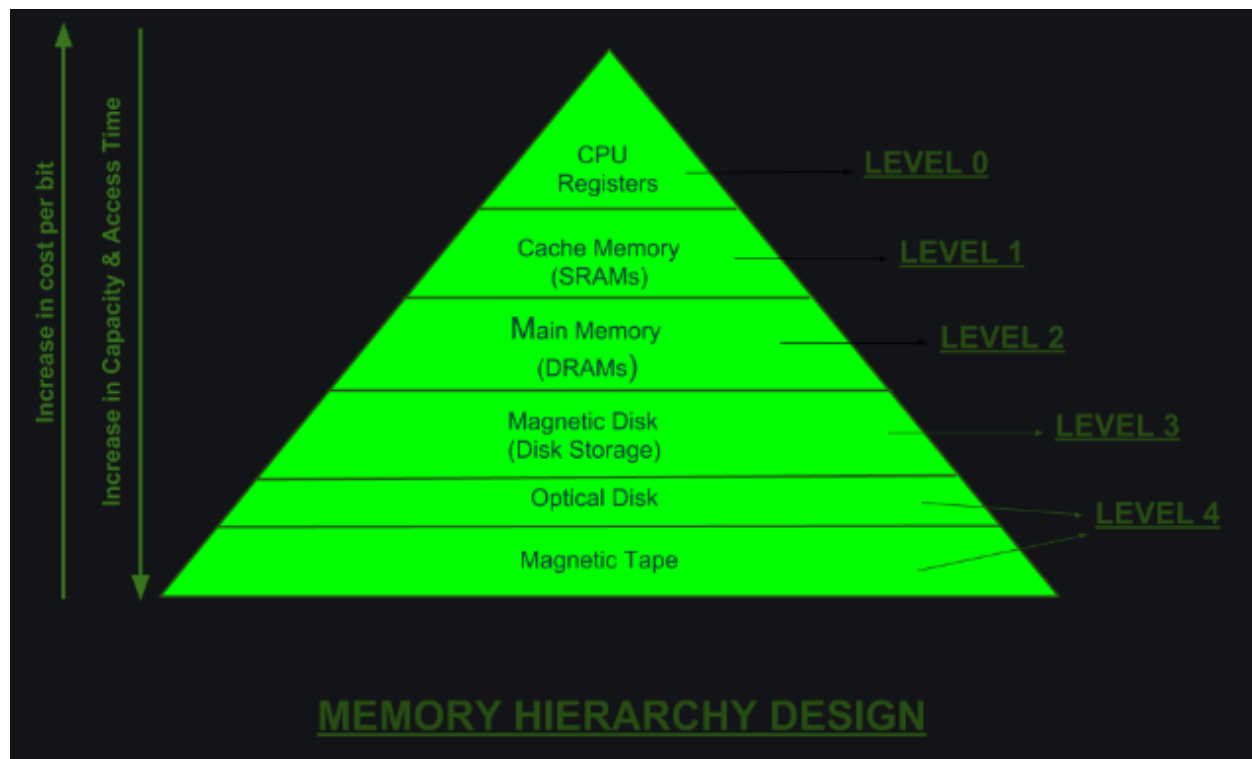 Increase in cost per bit
Increase in Capacity & Access Time
CPU
Registers
LEVEL 0
Cache Memory
(SRAMs)
LEVEL 1
Main Memory
(DRAMs)
LEVEL 2
Magnetic Disk
(Disk Storage)
LEVEL 3
Optical Disk
LEVEL 4
Magnetic Tape
MEMORY HIERARCHY DESIGN